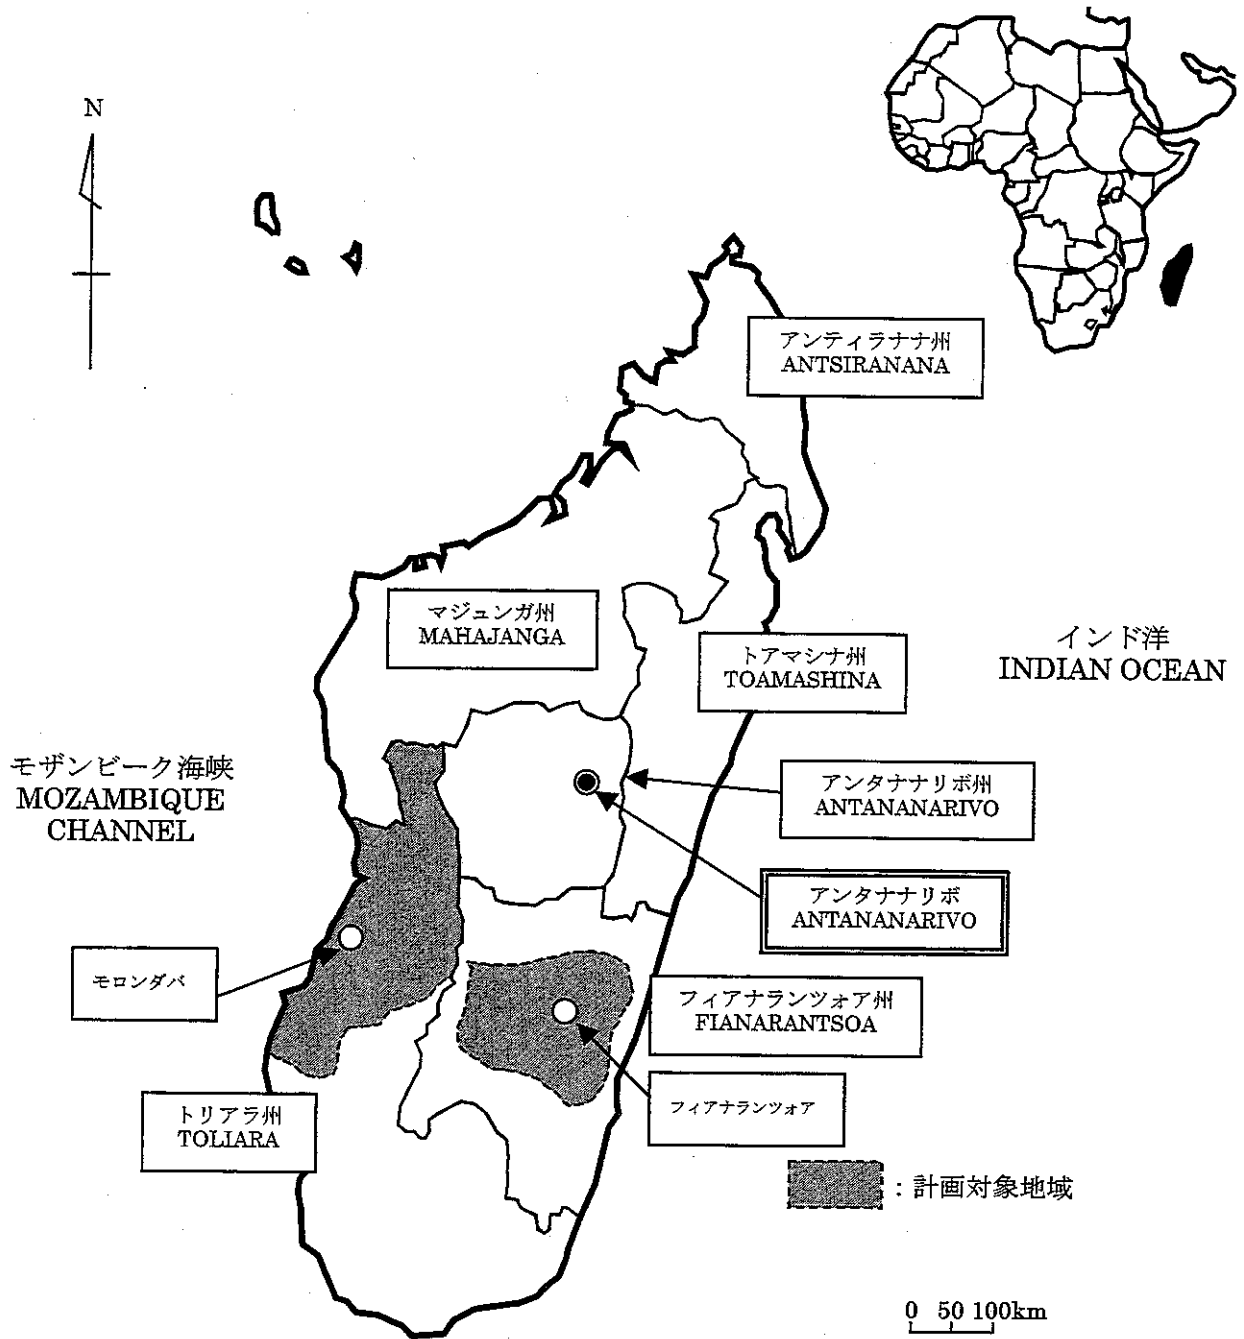 N
アンティラナナ州
ANTSIRANANA
マジュンガ州
MAHAJANGA
トアマシナ州
TOAMASHINA
インド洋
INDIAN OCEAN
モザンビーク海峡
MOZAMBIQUE
CHANNEL
アンタナナリボ州
ANTANANARIVO
アンタナナリボ
ANTANANARIVO
モロンダバ
フィアナランツォア州
FIANARANTSOA
フィアナランツォア
トリアラ州
TOLIARA
：計画対象地域
0 50 100km